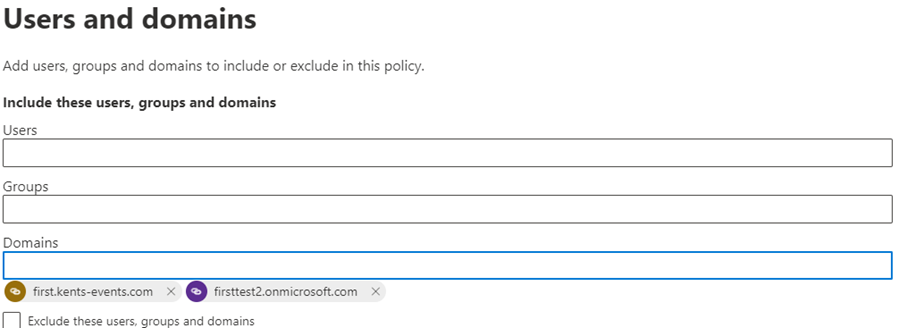 Users and domains
Add users, groups and domains to include or exclude in this policy.
Include these users, groups and domains
Users
Groups
Domains
first.kents-events.com firsttest2.onmicrosoft.com
Exclude these users, groups and domains